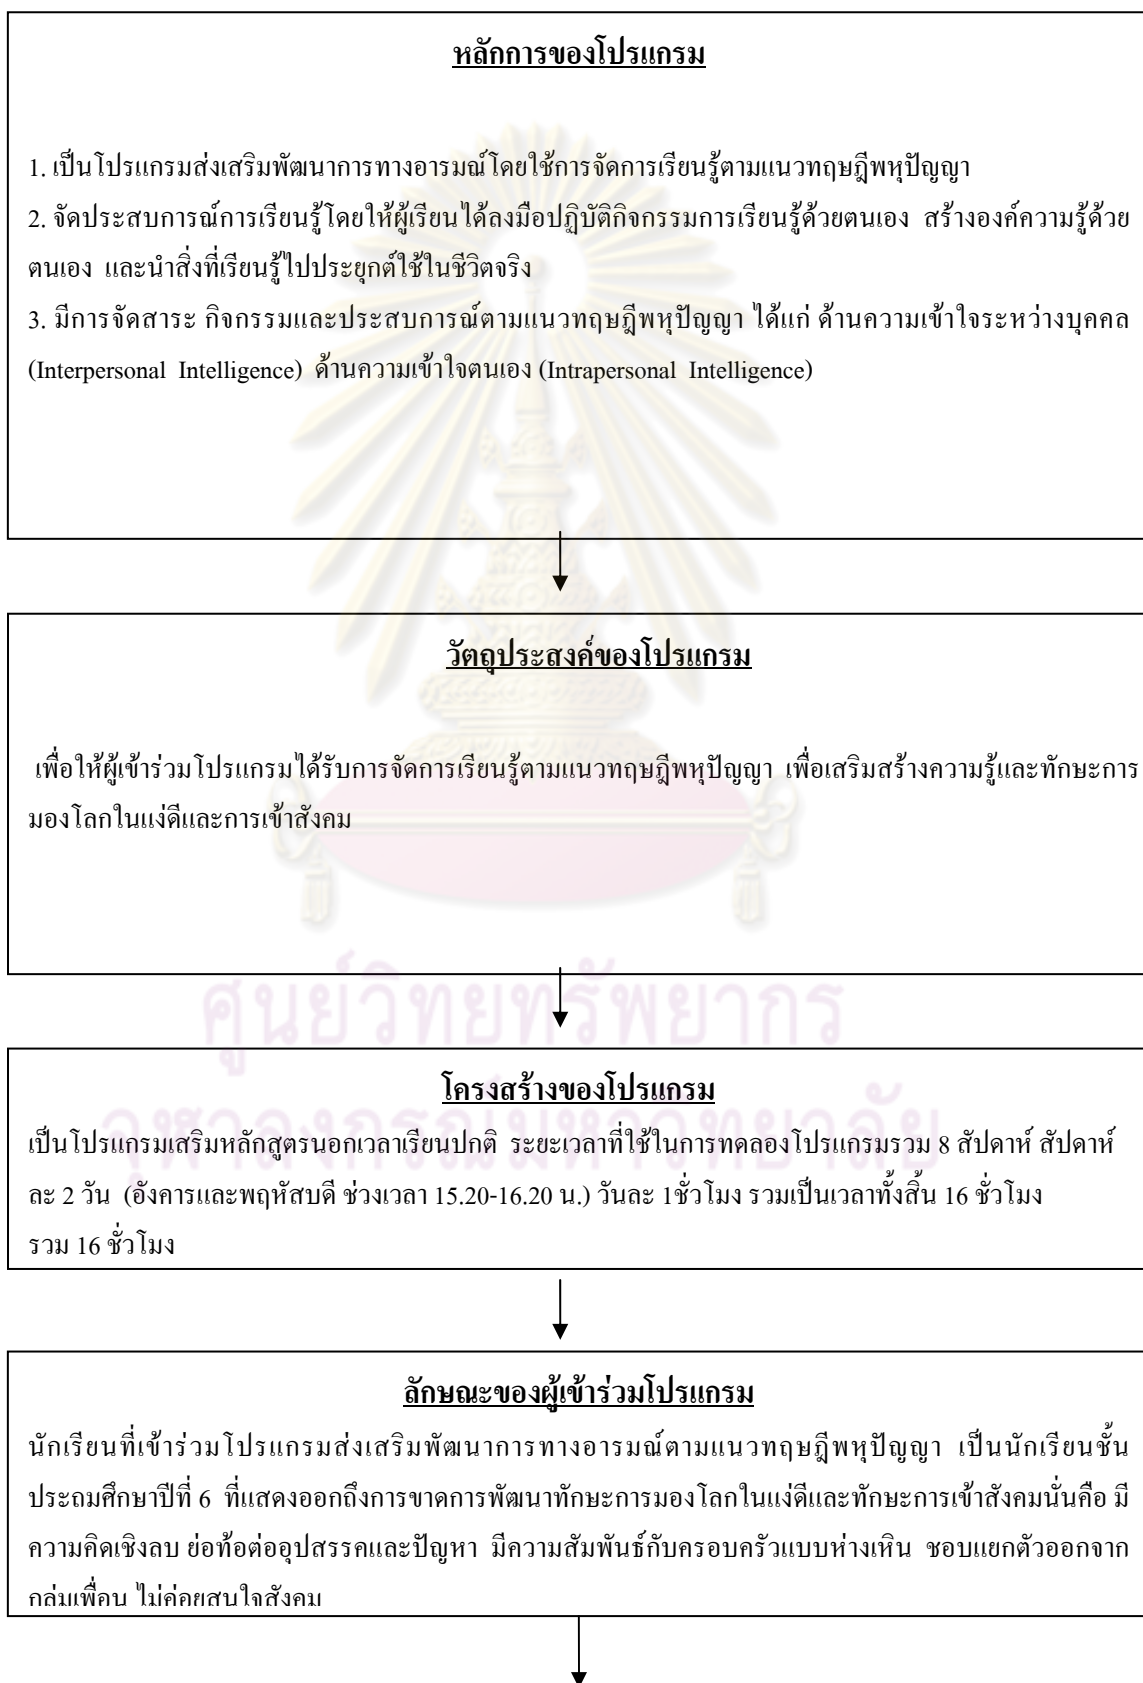 หลักการของโปรแกรม
1. เป็นโปรแกรมส่งเสริมพัฒนาการทางอารมณ์โดยใช้การจัดการเรียนรู้ตามแนวทฤษฎีพหุปัญญา
2. จัดประสบการณ์การเรียนรู้โดยให้ผู้เรียนได้ลงมือปฏิบัติกิจกรรมการเรียนรู้ด้วยตนเอง สร้างองค์ความรู้ด้วย
ตนเอง และนำสิ่งที่เรียนรู้ไปประยุกต์ใช้ในชีวิตจริง
3. มีการจัดสาระ กิจกรรมและประสบการณ์ตามแนวทฤษฎีพหุปัญญา ได้แก่ ด้านความเข้าใจระหว่างบุคคล
(Interpersonal Intelligence) ด้านความเข้าใจตนเอง (Intrapersonal Intelligence)
วัตถุประสงค์ของโปรแกรม
เพื่อให้ผู้เข้าร่วมโปรแกรมได้รับการจัดการเรียนรู้ตามแนวทฤษฎีพหุปัญญา เพื่อเสริมสร้างความรู้และทักษะการ
มองโลกในแง่ดีและการเข้าสังคม
ศูนย์วิทยทรัพยากร
จุฬาลงกรณ์มหาวิทยาลัย
โครงสร้างของโปรแกรม
เป็นโปรแกรมเสริมหลักสูตรนอกเวลาเรียนปกติ ระยะเวลาที่ใช้ในการทดลองโปรแกรมรวม 8 สัปดาห์ สัปดาห์
ละ 2 วัน (อังคารและพฤหัสบดี ช่วงเวลา 15.20-16.20 น.) วันละ 1ชั่วโมง รวมเป็นเวลาทั้งสิ้น 16 ชั่วโมง
รวม 16 ชั่วโมง
ลักษณะของผู้เข้าร่วมโปรแกรม
นักเรียนที่เข้าร่วมโปรแกรมส่งเสริมพัฒนาการทางอารมณ์ตามแนวทฤษฎีพหุปัญญา เป็นนักเรียนชั้น
ประถมศึกษาปีที่ 6 ที่แสดงออกถึงการขาดการพัฒนาทักษะการมองโลกในแง่ดีและทักษะการเข้าสังคมนั่นคือ มี
ความคิดเชิงลบ ย่อท้อต่ออุปสรรคและปัญหา มีความสัมพันธ์กับครอบครัวแบบห่างเหิน ชอบแยกตัวออกจาก
กลุ่มเพื่อน ไม่ค่อยสนใจสังคม